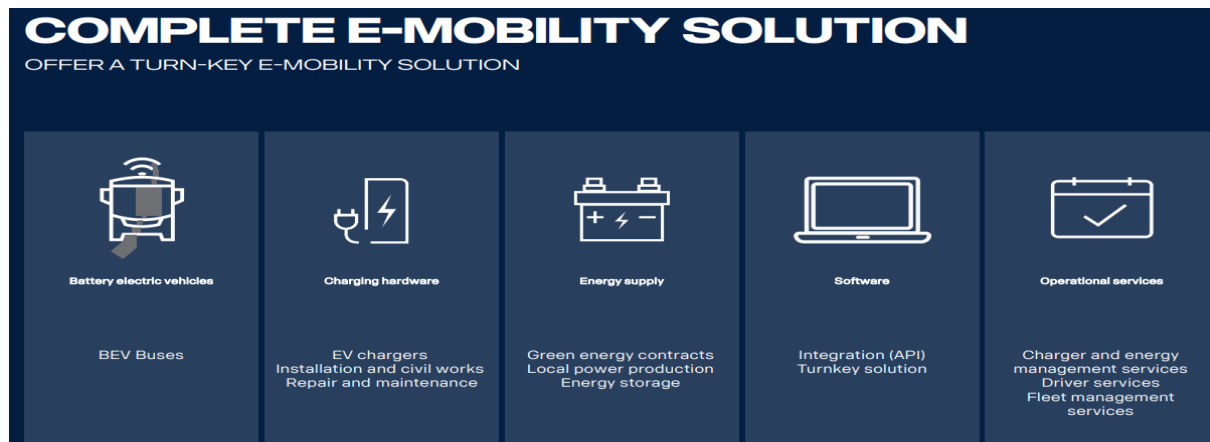 COMPLETE E-MOBILITY SOLUTION
OFFER A TURN-KEY E-MOBILITY SOLUTION
Battery electric vehicles
BEV Buses
Charging hardware
EV chargers
Installation and civil works
Repair and maintenance
Energy supply
Green energy contracts
Local power production
Energy storage
Software
Integration (API)
Turnkey solution
Operational services
Charger and energy
management services
Driver services
Fleet management
services